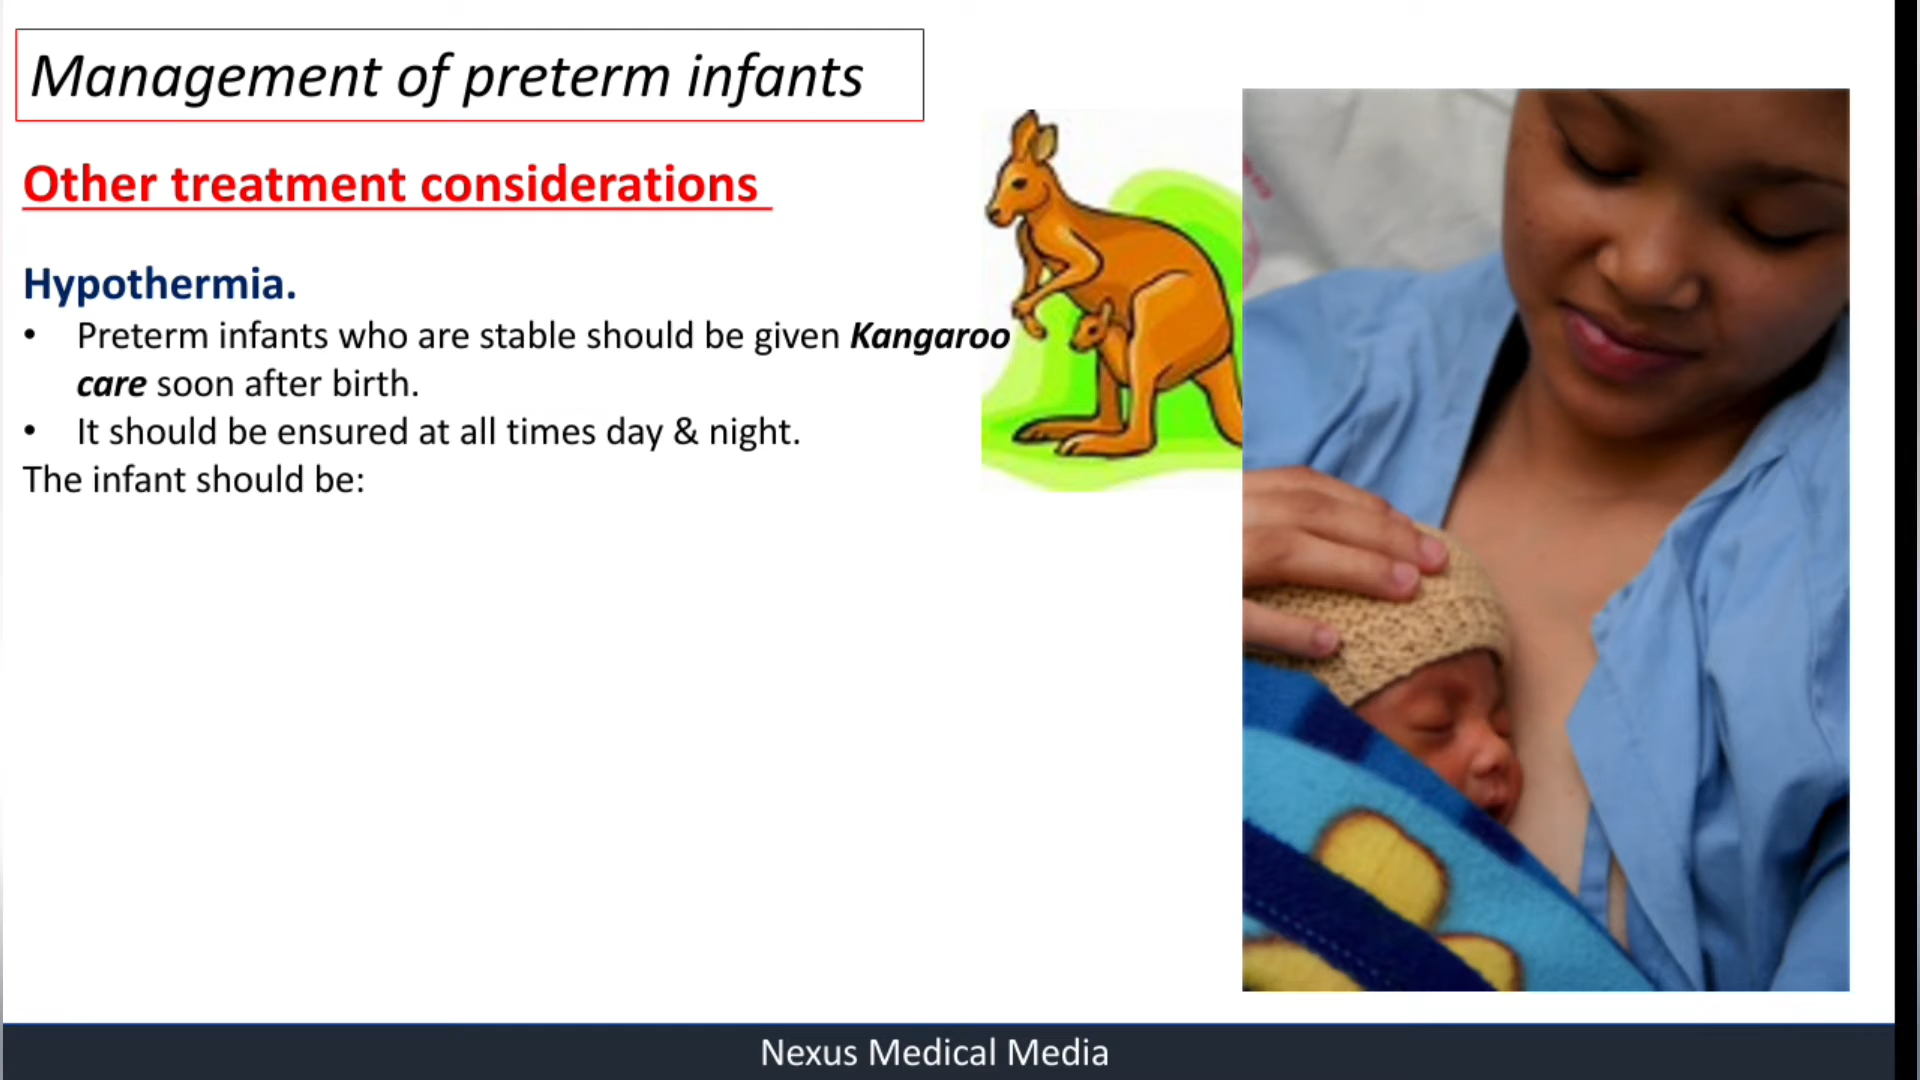 Management of preterm infants
Other treatment considerations
Hypothermia.
• Preterm infants who are stable should be given Kangaroo
care soon after birth.
• It should be ensured at all times day & night.
The infant should be:
Nexus Medical Media